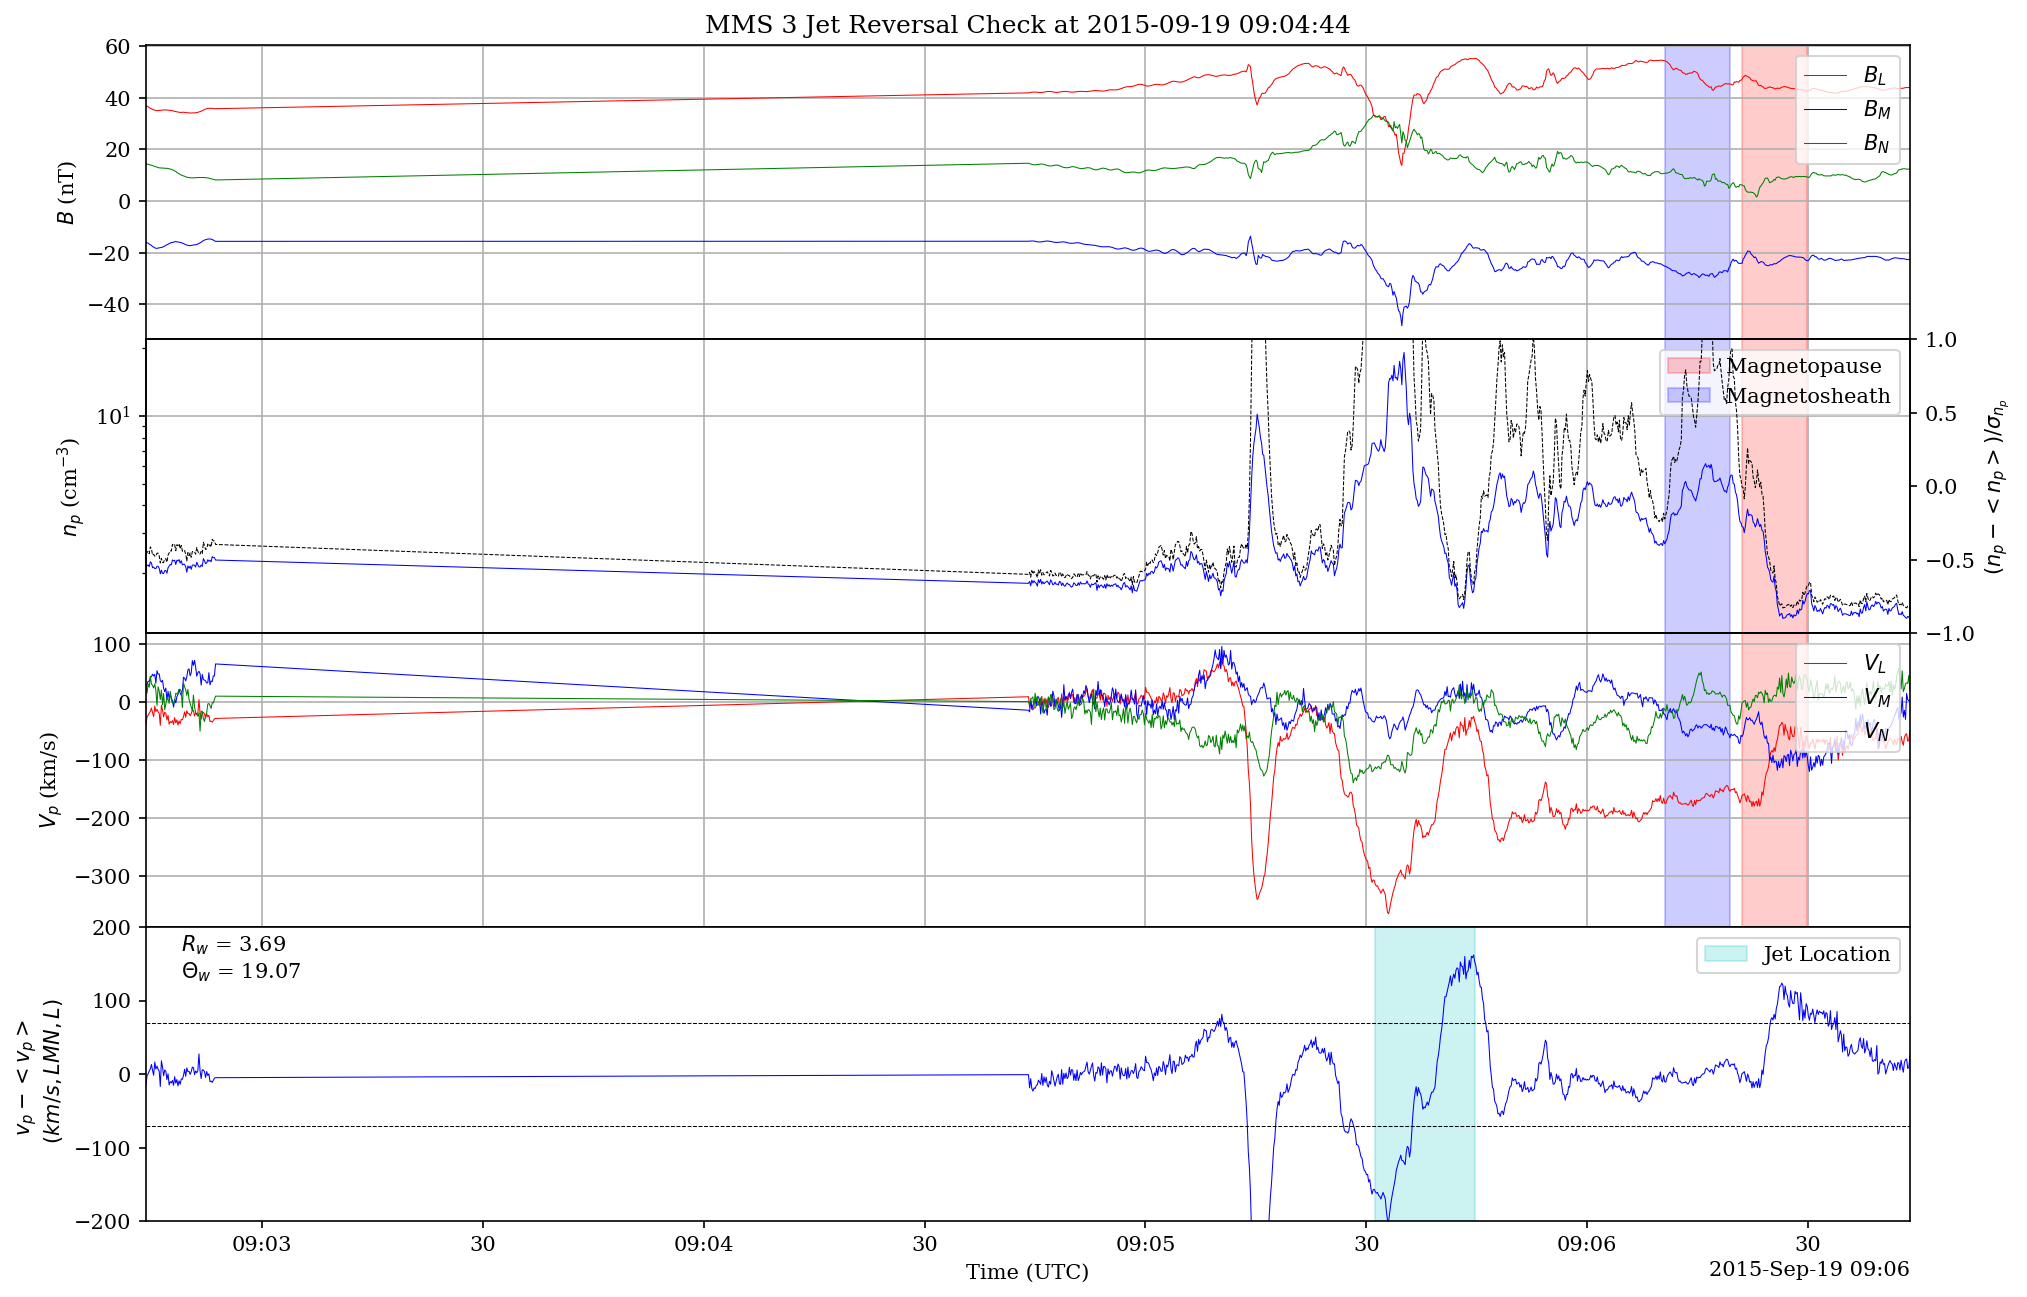 MMS 3 Jet Reversal Check at 2015-09-19 09:04:44
60
40
20
0
−20
−40
B (nT)
B_L
B_M
B_N
10^1
n_p (cm^−3)
1.0
0.5
0.0
−0.5
−1.0
(n_p − < n_p >)/σ_{n_p}
Magnetopause
Magnetosheath
100
0
−100
−200
−300
V_p (km/s)
V_L
V_M
V_N
200
100
0
−100
−200
v_p − < v_p >
(km/s, LMN, L)
R_w = 3.69
Θ_w = 19.07
Jet Location
09:03 30 09:04 30 09:05 30 09:06 30
Time (UTC)
2015-Sep-19 09:06